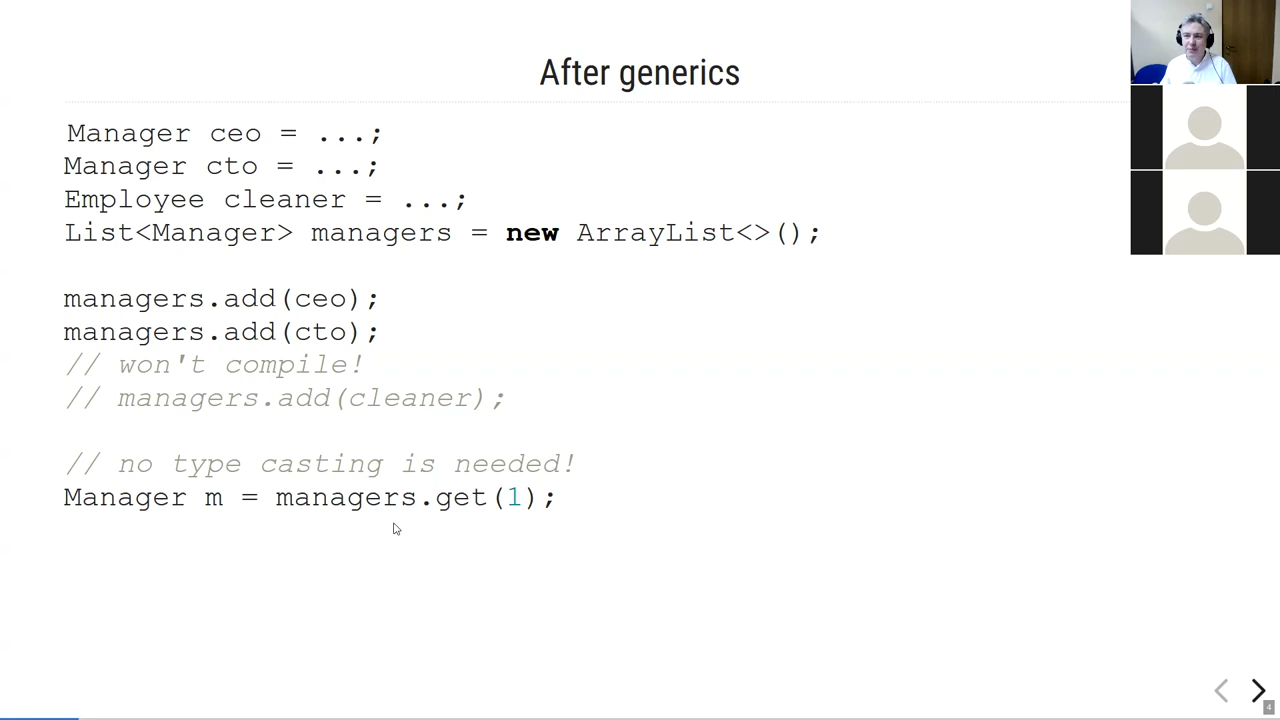 After generics
Manager ceo = ...;
Manager cto = ...;
Employee cleaner = ...;
List<Manager> managers = new ArrayList<>();
managers.add(ceo);
managers.add(cto);
// won't compile!
// managers.add(cleaner);
// no type casting is needed!
Manager m = managers.get(1);
4